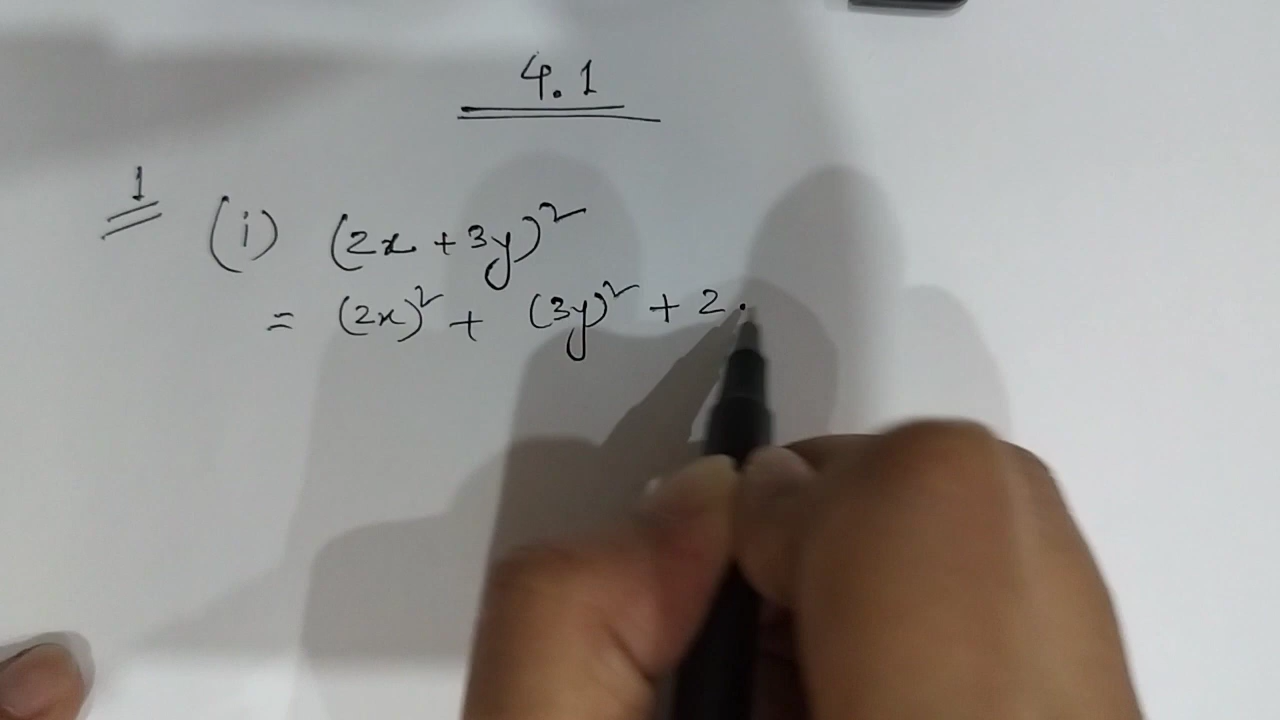 4.1
1 (i) (2x + 3y)²
= (2x)² + (3y)² + 2.